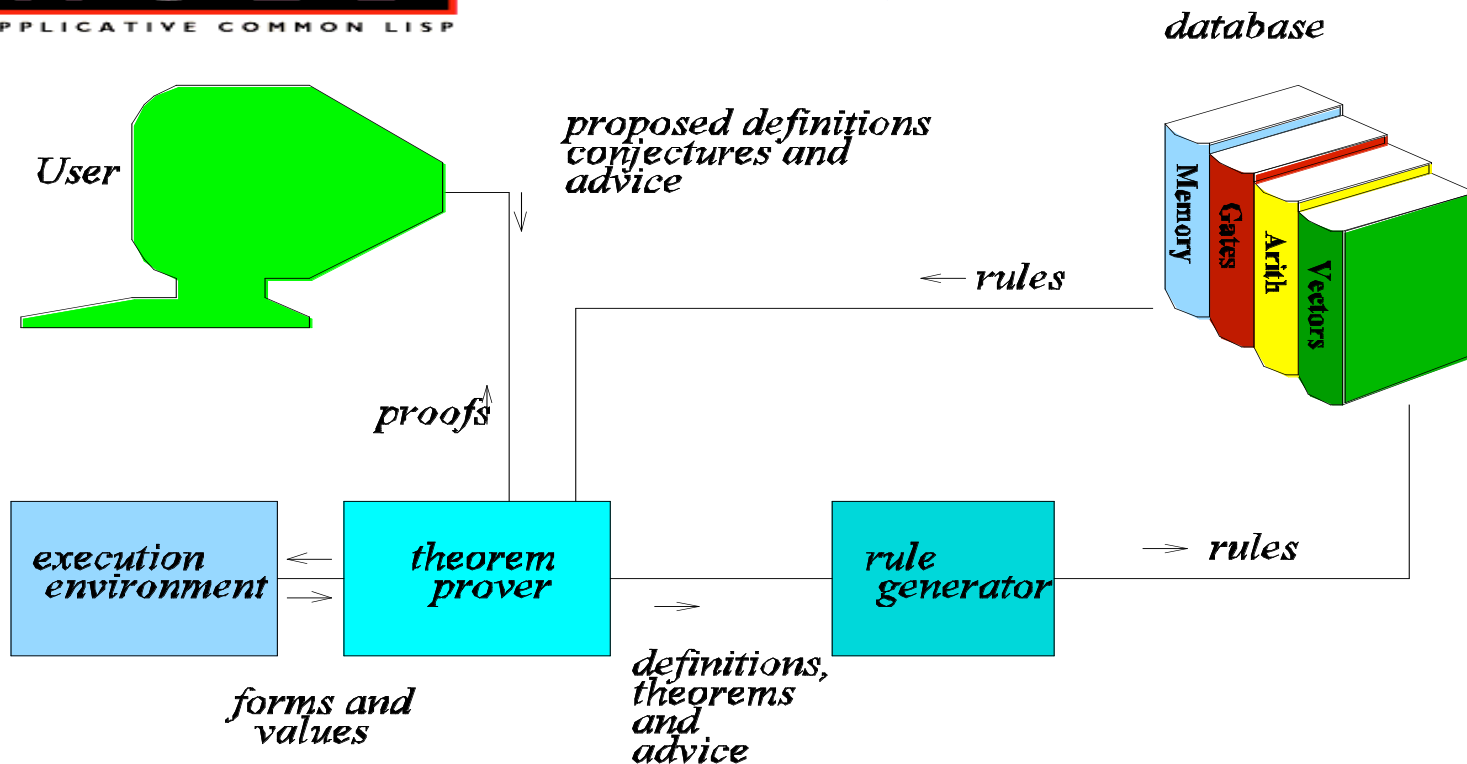 PPLICATIVE COMMON LISP
database
User
proposed definitions
conjectures and
advice
Memory
Gates
Arith
Vectors
rules
proofs
execution
environment
theorem
prover
rule
generator
rules
forms and
values
definitions,
theorems
and
advice